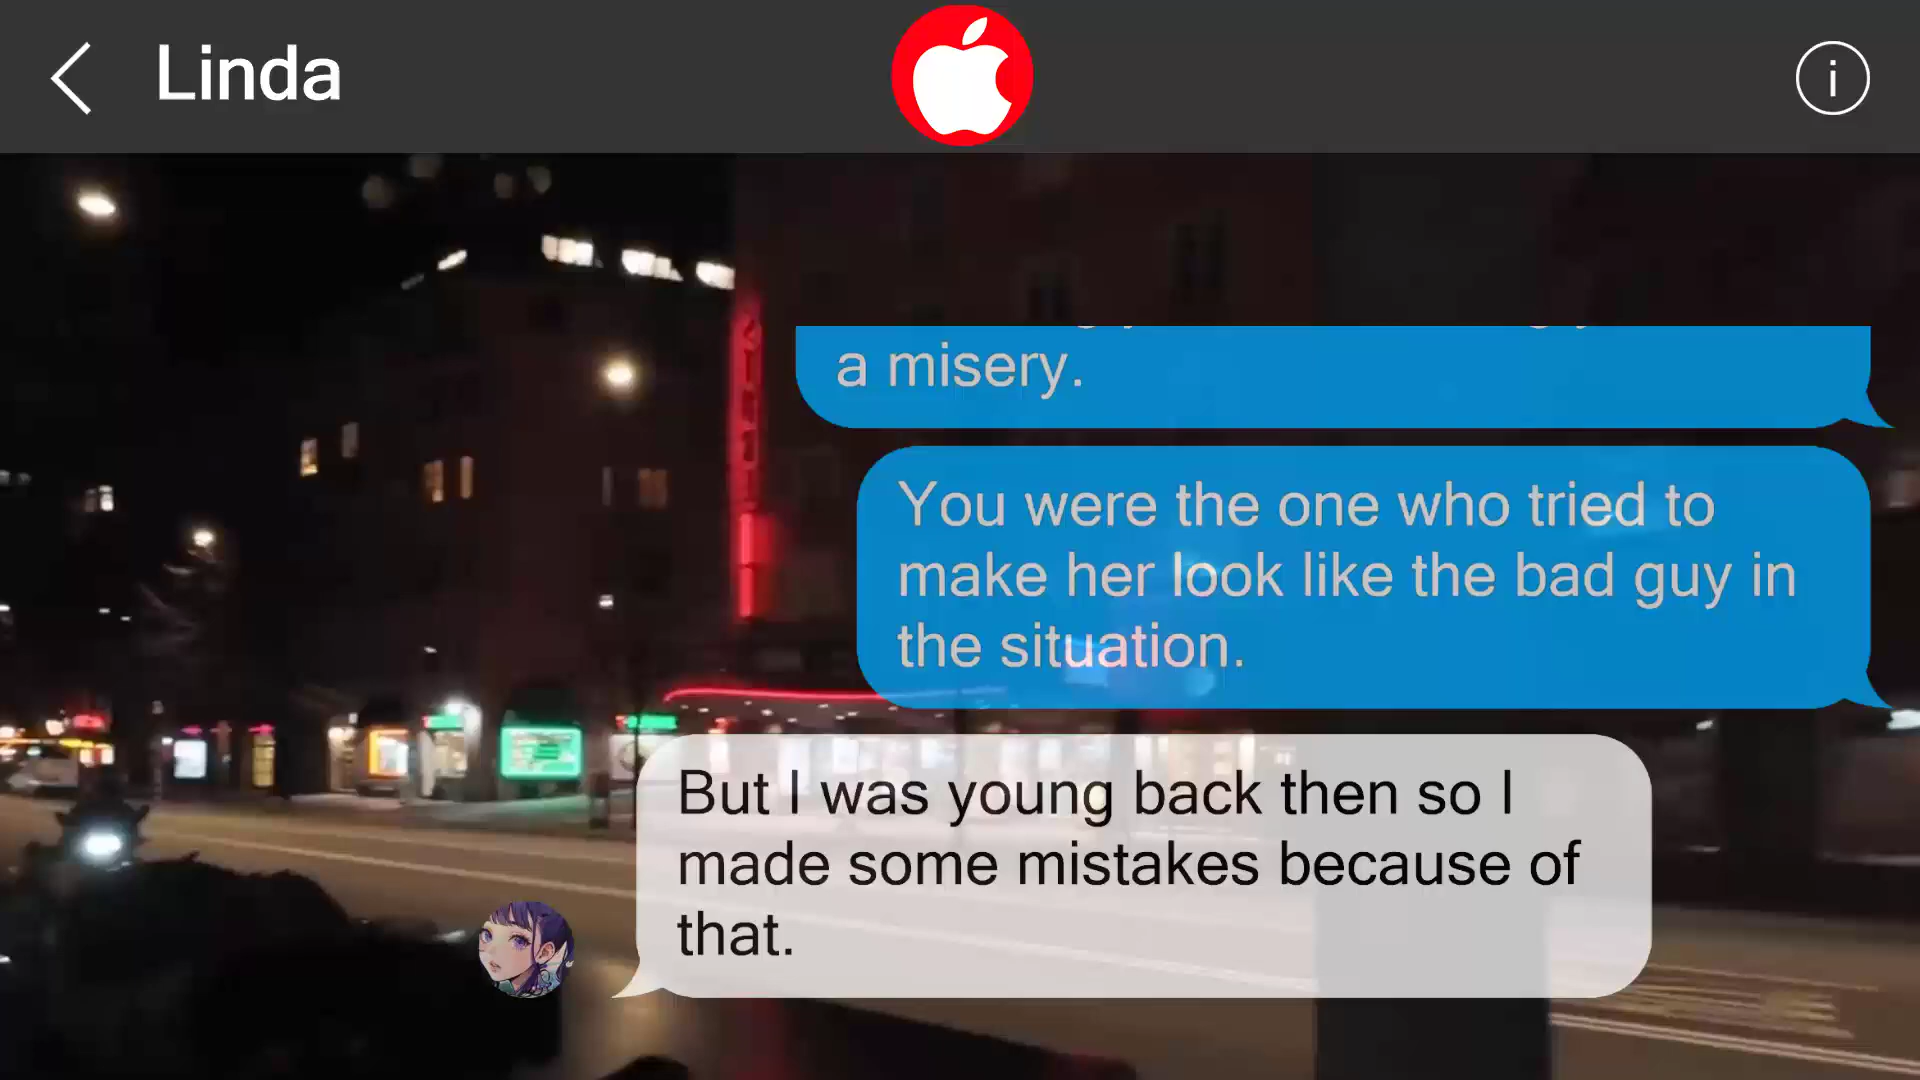 Linda
a misery.
You were the one who tried to
make her look like the bad guy in
the situation.
But I was young back then so I
made some mistakes because of
that.